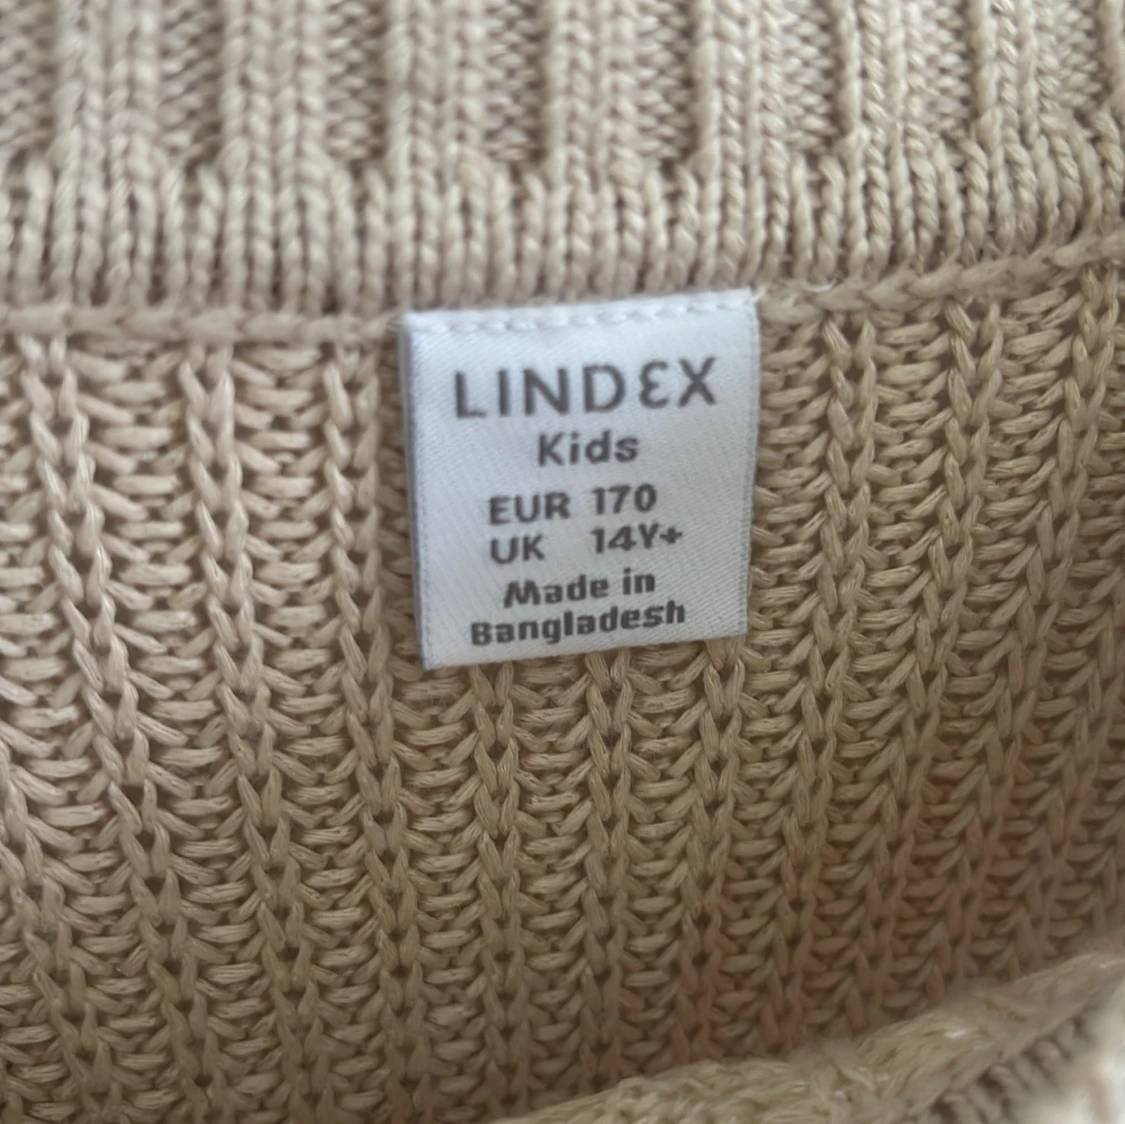 LINDEX
Kids
EUR 170
UK 14Y+
Made in
Bangladesh